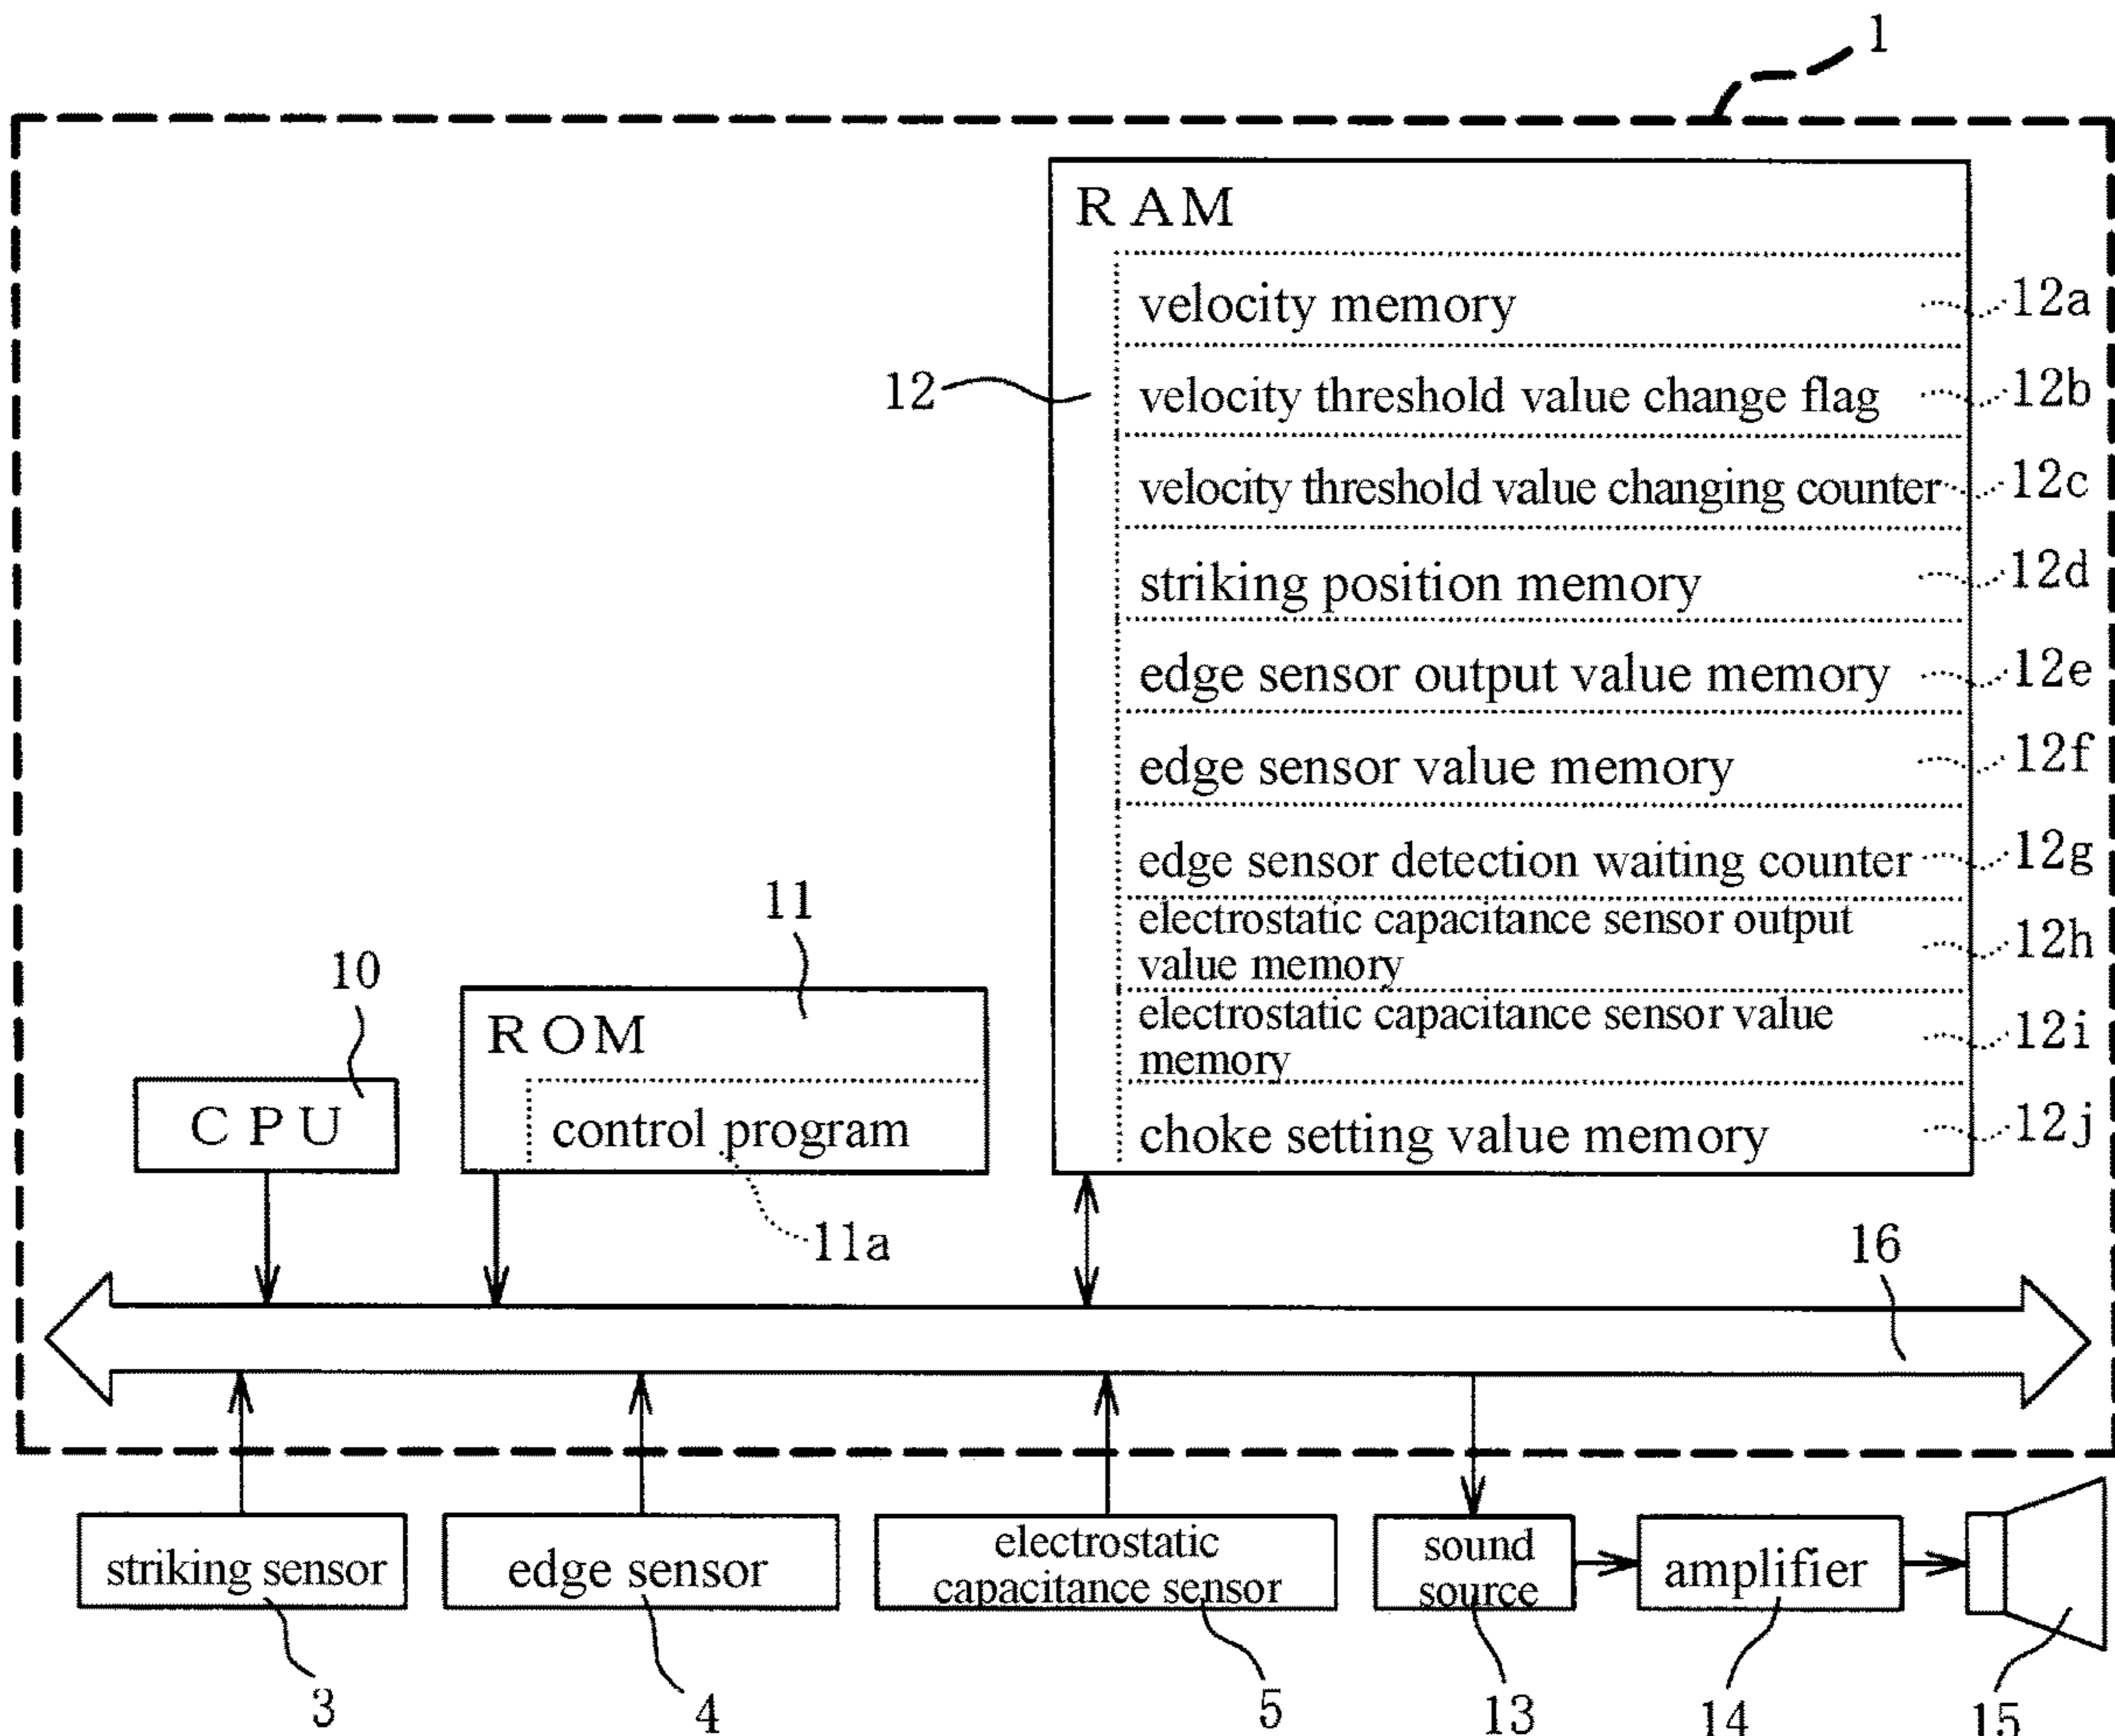 1
RAM
velocity memory
12a
12
velocity threshold value change flag
12b
velocity threshold value changing counter
12c
striking position memory
12d
edge sensor output value memory
12e
edge sensor value memory
12f
edge sensor detection waiting counter
12g
electrostatic capacitance sensor output
value memory
12h
electrostatic capacitance sensor value
memory
12i
choke setting value memory
12j
10
CPU
11
ROM
control program
11a
16
striking sensor
3
edge sensor
4
electrostatic
capacitance sensor
5
sound
source
13
amplifier
14
15